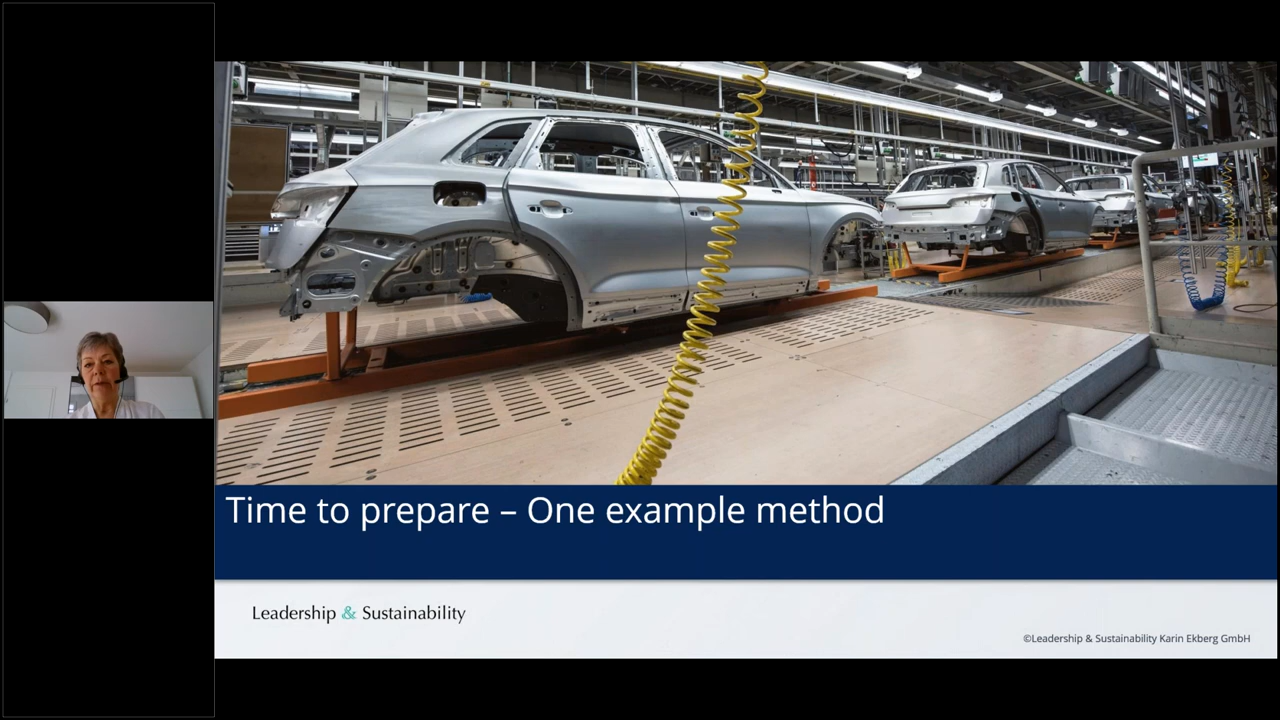 Time to prepare – One example method
Leadership & Sustainability
©Leadership & Sustainability Karin Ekberg GmbH